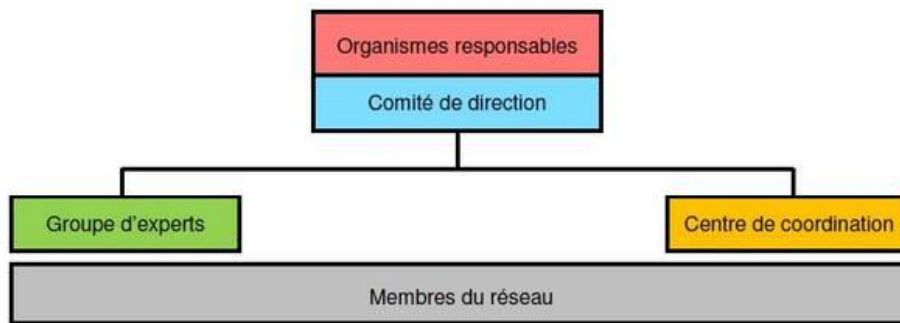 Organismes responsables
Comité de direction
Groupe d’experts
Centre de coordination
Membres du réseau